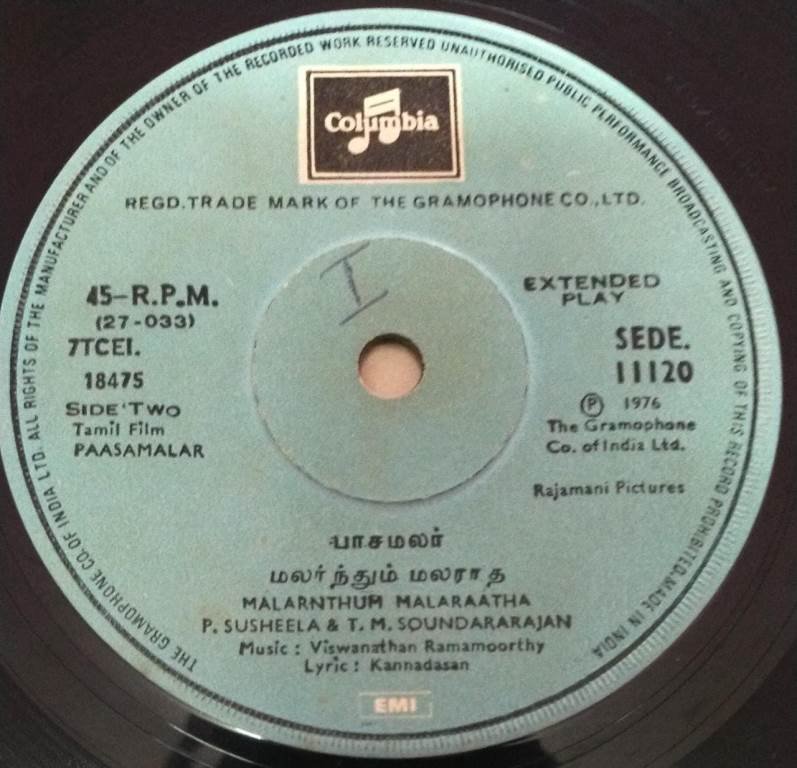 THE GRAMOPHONE CO. OF INDIA LTD. ALL RIGHTS OF THE MANUFACTURER AND OF THE OWNER OF THE RECORDED WORK RESERVED UNAUTHORISED PUBLIC PERFORMANCE BROADCASTING AND COPYING OF THIS RECORD PROHIBITED. MADE IN INDIA
Columbia
REGD. TRADE MARK OF THE GRAMOPHONE CO., LTD.
45–R.P.M.
(27-033)
7TCEI.
18475
SIDE TWO
Tamil Film
PAASAMALAR
I
EXTENDED
PLAY
SEDE.
11120
Ⓟ 1976
The Gramophone
Co. of India Ltd.
Rajamani Pictures
பாசமலர்
மலர்ந்தும் மலராத
MALARNTHUM MALARAATHA
P. SUSHEELA & T. M. SOUNDARARAJAN
Music : Viswanathan Ramamoorthy
Lyric : Kannadasan
EMI